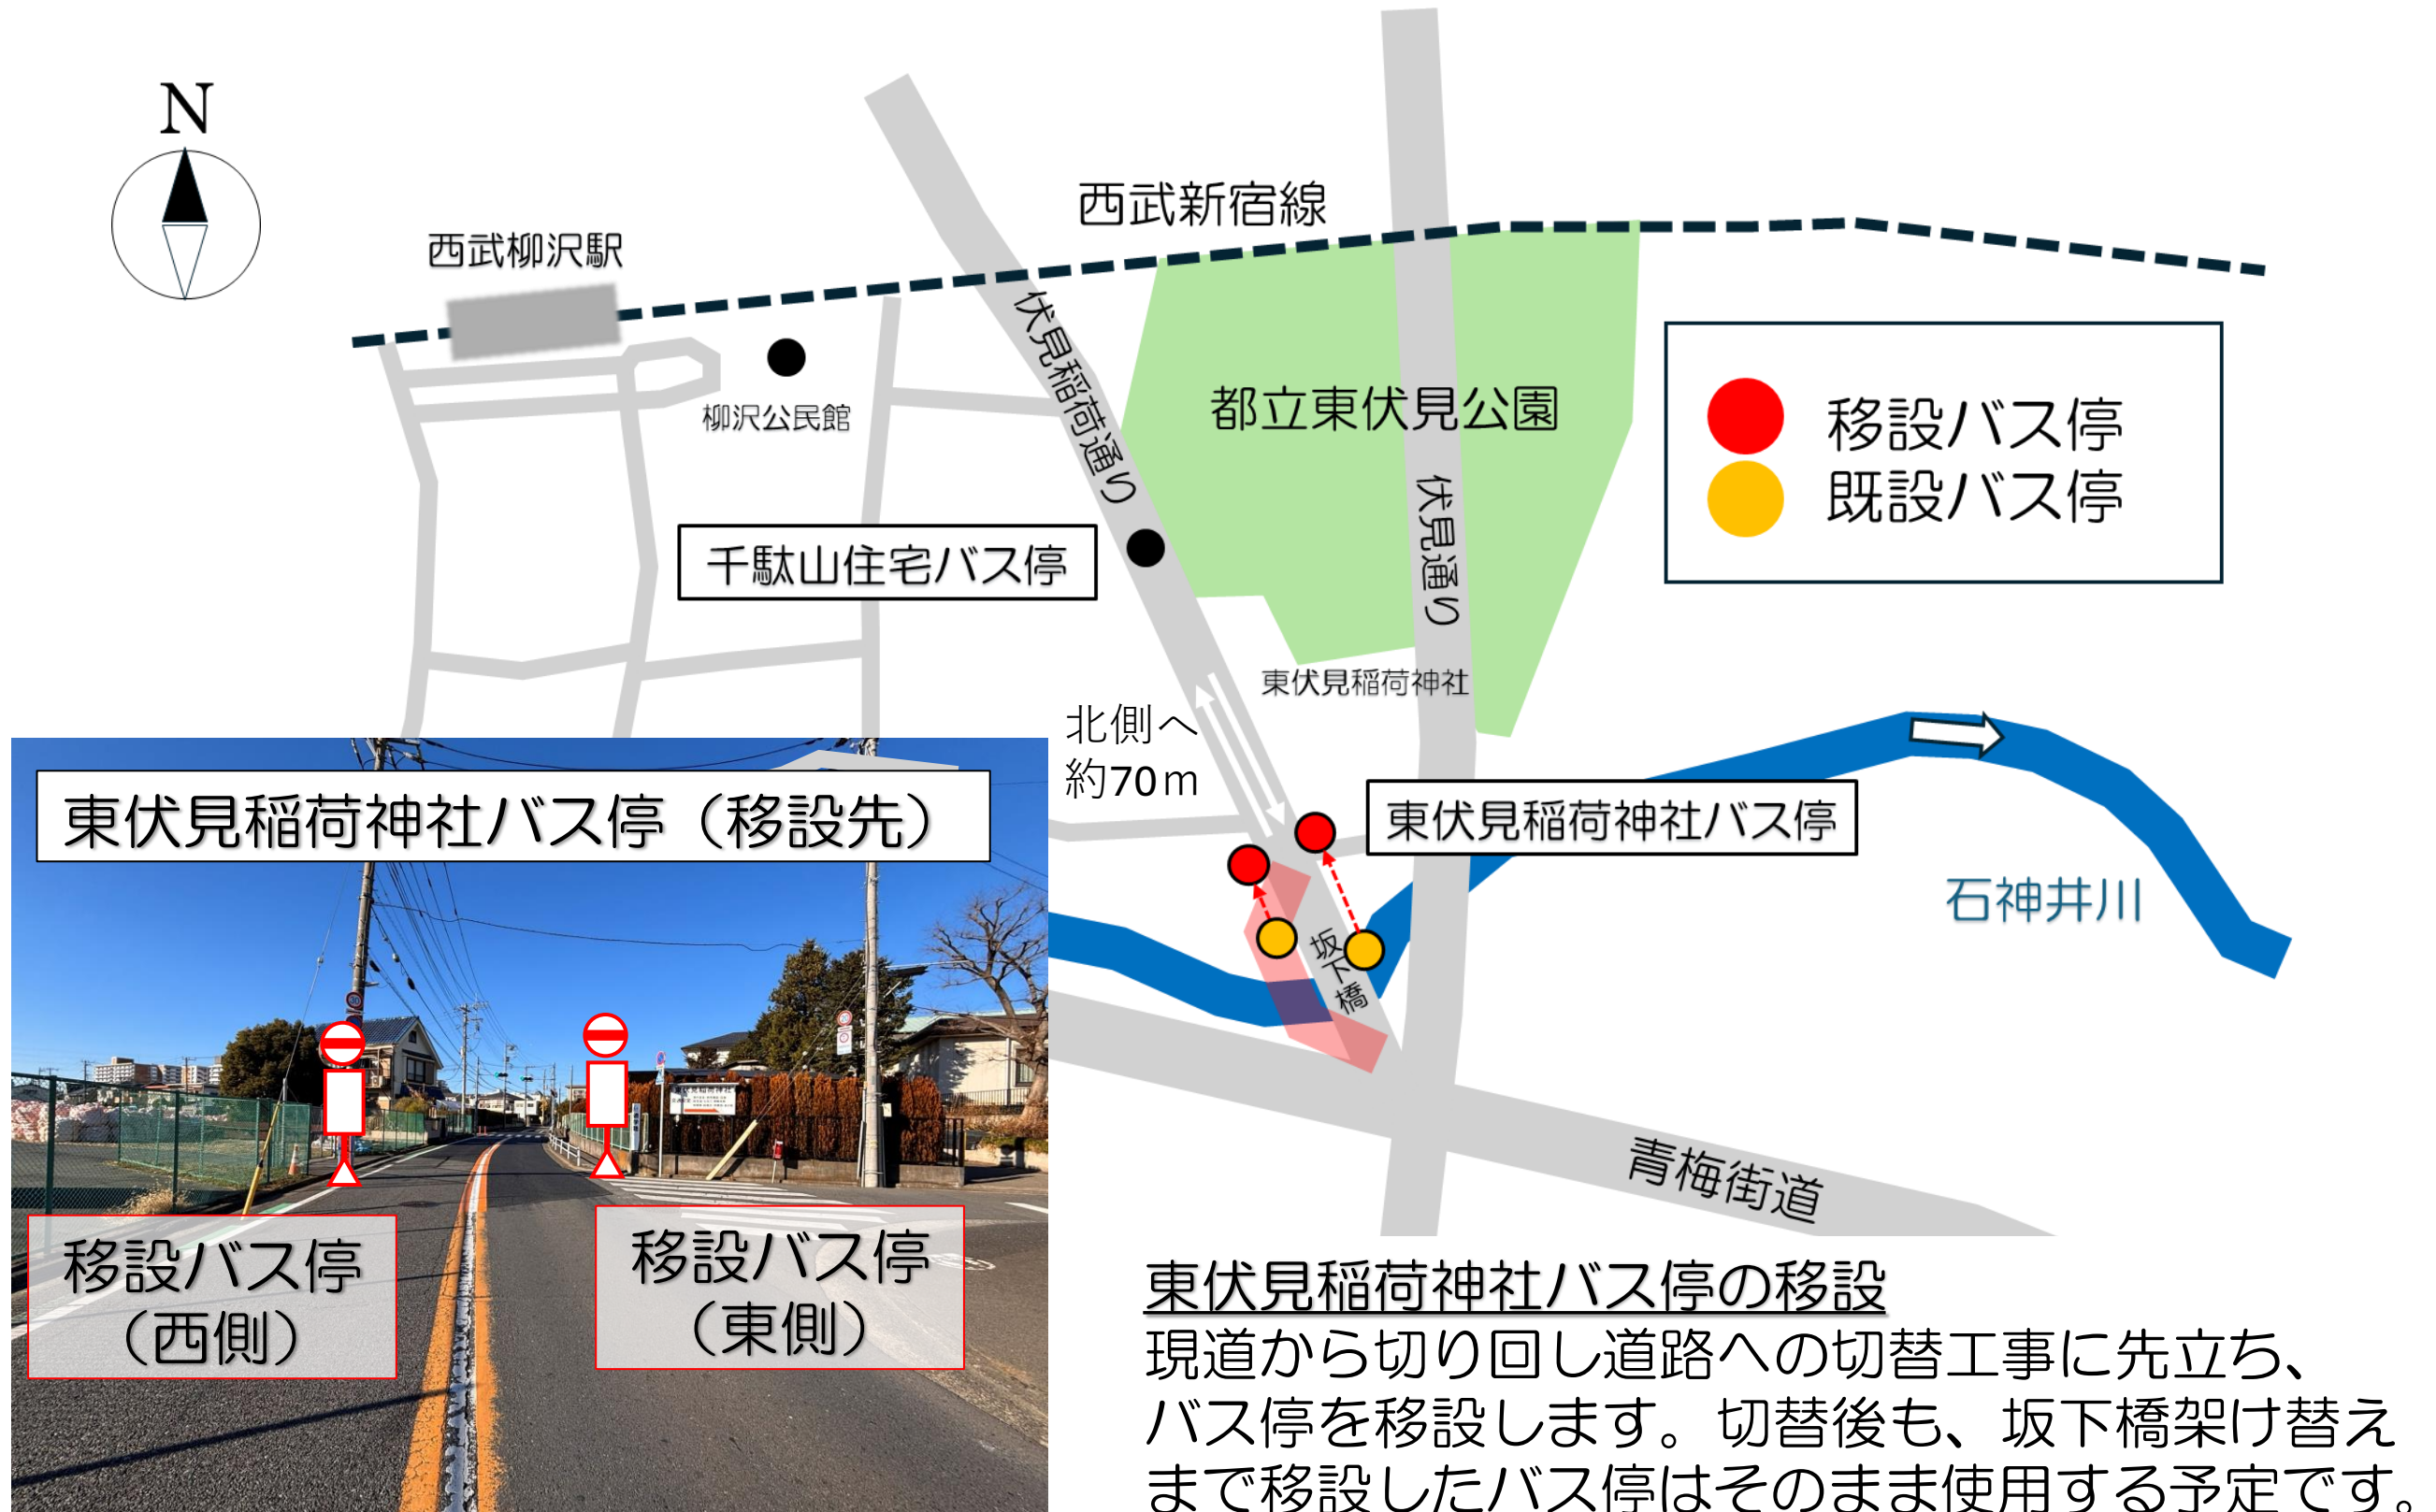 N
西武新宿線
西武柳沢駅
柳沢公民館
伏見稲荷通り
都立東伏見公園
伏見通り
移設バス停
既設バス停
千駄山住宅バス停
東伏見稲荷神社
北側へ
約70m
東伏見稲荷神社バス停
石神井川
坂下橋
青梅街道
東伏見稲荷神社バス停（移設先）
移設バス停
（西側）
移設バス停
（東側）
東伏見稲荷神社バス停の移設
現道から切り回し道路への切替工事に先立ち、
バス停を移設します。切替後も、坂下橋架け替え
まで移設したバス停はそのまま使用する予定です。